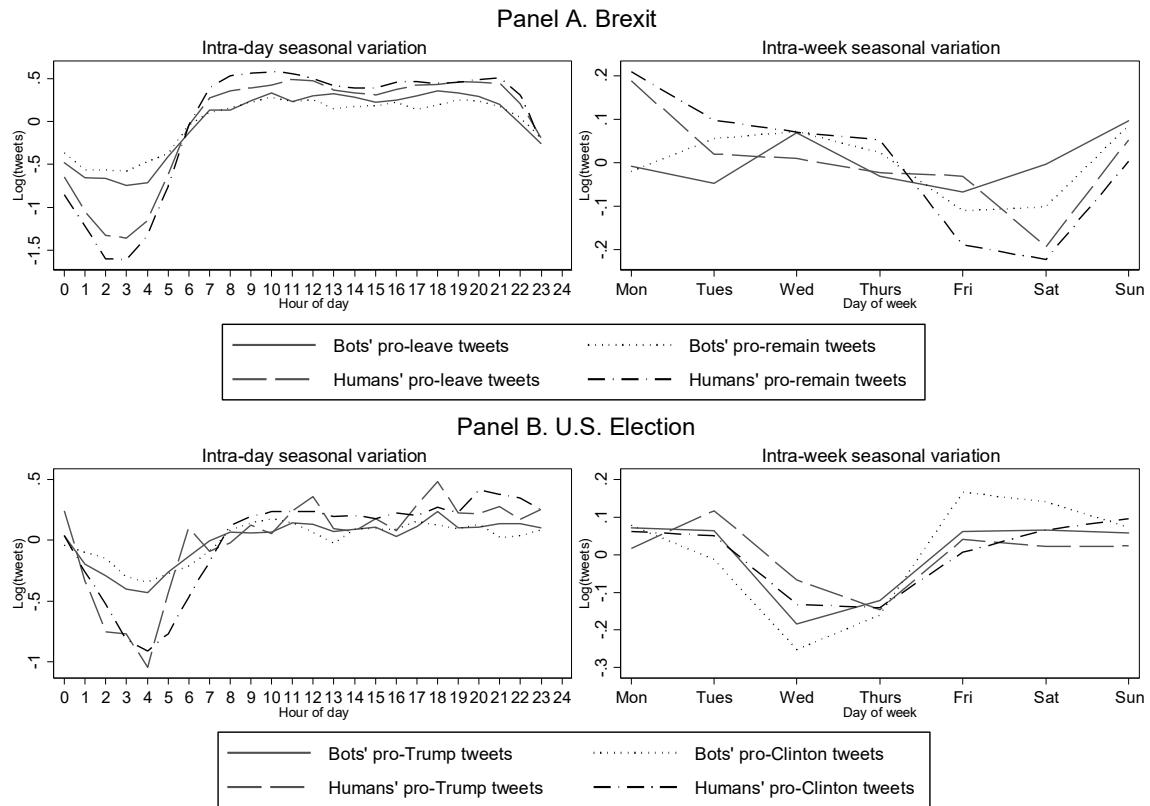 Panel A. Brexit
Intra-day seasonal variation
Log(tweets)
.5
0
-.5
-1
-1.5
0 1 2 3 4 5 6 7 8 9 10 11 12 13 14 15 16 17 18 19 20 21 22 23 24
Hour of day
Intra-week seasonal variation
Log(tweets)
.2
.1
0
-.1
-.2
Mon Tues Wed Thurs Fri Sat Sun
Day of week
Bots' pro-leave tweets
Bots' pro-remain tweets
Humans' pro-leave tweets
Humans' pro-remain tweets
Panel B. U.S. Election
Intra-day seasonal variation
Log(tweets)
.5
0
-.5
-1
0 1 2 3 4 5 6 7 8 9 10 11 12 13 14 15 16 17 18 19 20 21 22 23 24
Hour of day
Intra-week seasonal variation
Log(tweets)
.2
.1
0
-.1
-.2
-.3
Mon Tues Wed Thurs Fri Sat Sun
Day of week
Bots' pro-Trump tweets
Bots' pro-Clinton tweets
Humans' pro-Trump tweets
Humans' pro-Clinton tweets